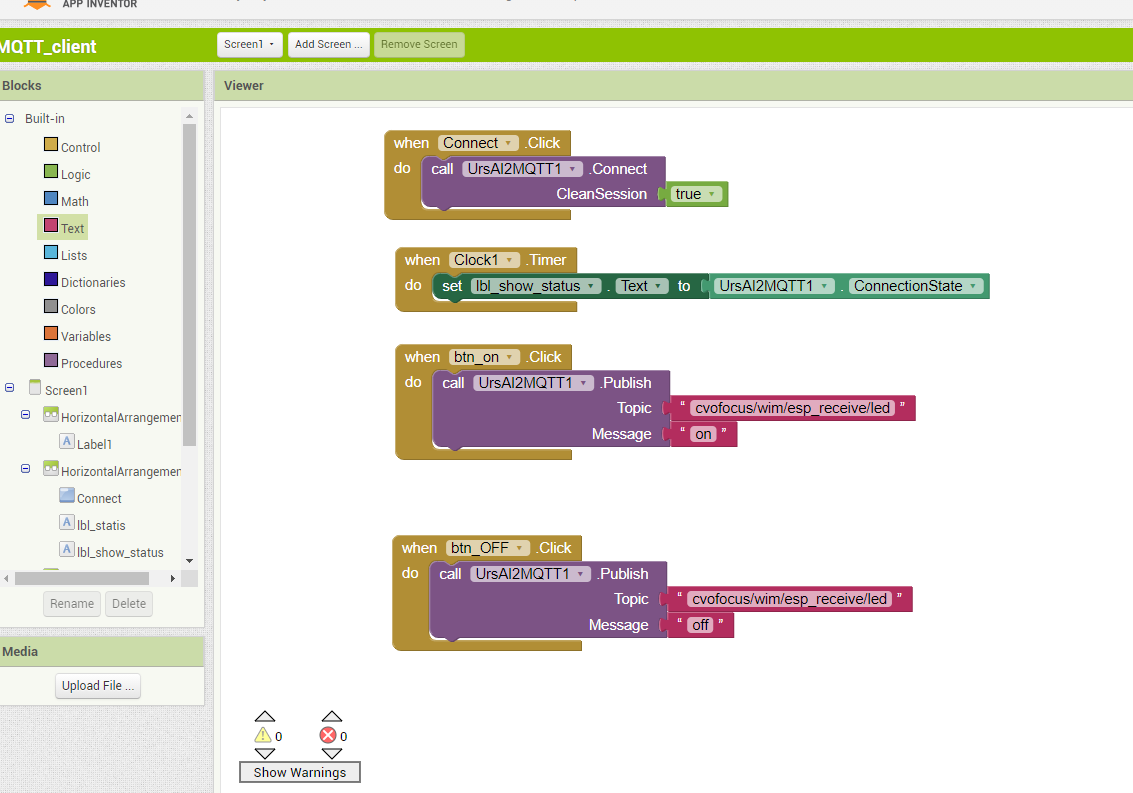 APP INVENTOR
MQTT_client
Screen1
Add Screen ...
Remove Screen
Blocks
Viewer
Built-in
Control
Logic
Math
Text
Lists
Dictionaries
Colors
Variables
Procedures
Screen1
HorizontalArrangemen
Label1
HorizontalArrangemen
Connect
lbl_statis
lbl_show_status
Rename
Delete
Media
Upload File ...
when Connect .Click
do call UrsAI2MQTT1 .Connect
CleanSession true
when Clock1 .Timer
do set lbl_show_status . Text to UrsAI2MQTT1 . ConnectionState
when btn_on .Click
do call UrsAI2MQTT1 .Publish
Topic “ cvofocus/wim/esp_receive/led ”
Message “ on ”
when btn_OFF .Click
do call UrsAI2MQTT1 .Publish
Topic “ cvofocus/wim/esp_receive/led ”
Message “ off ”
0 0
Show Warnings